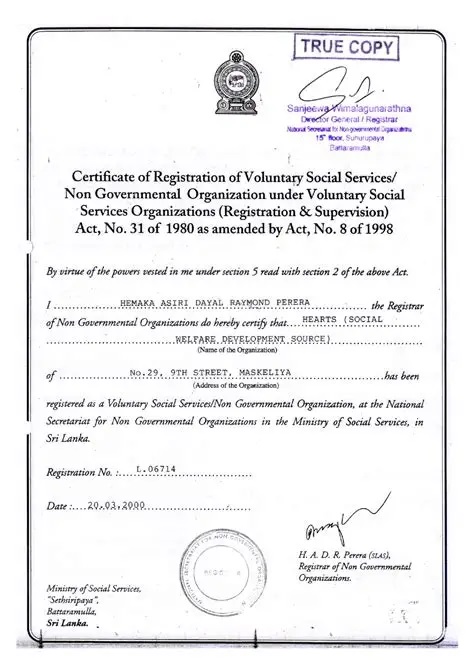 TRUE COPY
Sanjeewa Wimalagunarathna
Director General / Registrar
National Secretariat for Non-governmental Organizations
15th floor, Suhurupaya
Battaramulla
Certificate of Registration of Voluntary Social Services/
Non Governmental Organization under Voluntary Social
Services Organizations (Registration & Supervision)
Act, No. 31 of 1980 as amended by Act, No. 8 of 1998
By virtue of the powers vested in me under section 5 read with section 2 of the above Act.
I HEMAKA ASIRI DAYAL RAYMOND PERERA the Registrar
of Non Governmental Organizations do hereby certify that HEARTS (SOCIAL
WELFARE DEVELOPMENT SOURCE)
(Name of the Organization)
of No.29, 9TH STREET, MASKELIYA has been
(Address of the Organization)
registered as a Voluntary Social Services/Non Governmental Organization, at the National
Secretariat for Non Governmental Organizations in the Ministry of Social Services, in
Sri Lanka.
Registration No. : L.06714
Date : 20.03.2000
H. A. D. R. Perera (SLAS),
Registrar of Non Governmental
Organizations.
Ministry of Social Services,
"Sethsiripaya",
Battaramulla,
Sri Lanka.